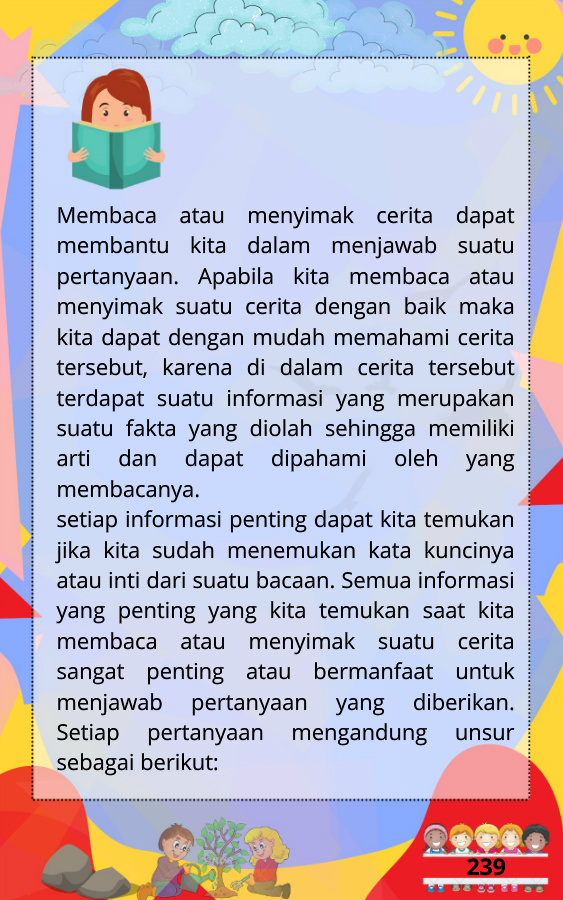 Membaca atau menyimak cerita dapat
membantu kita dalam menjawab suatu
pertanyaan. Apabila kita membaca atau
menyimak suatu cerita dengan baik maka
kita dapat dengan mudah memahami cerita
tersebut, karena di dalam cerita tersebut
terdapat suatu informasi yang merupakan
suatu fakta yang diolah sehingga memiliki
arti dan dapat dipahami oleh yang
membacanya.
setiap informasi penting dapat kita temukan
jika kita sudah menemukan kata kuncinya
atau inti dari suatu bacaan. Semua informasi
yang penting yang kita temukan saat kita
membaca atau menyimak suatu cerita
sangat penting atau bermanfaat untuk
menjawab pertanyaan yang diberikan.
Setiap pertanyaan mengandung unsur
sebagai berikut:
239